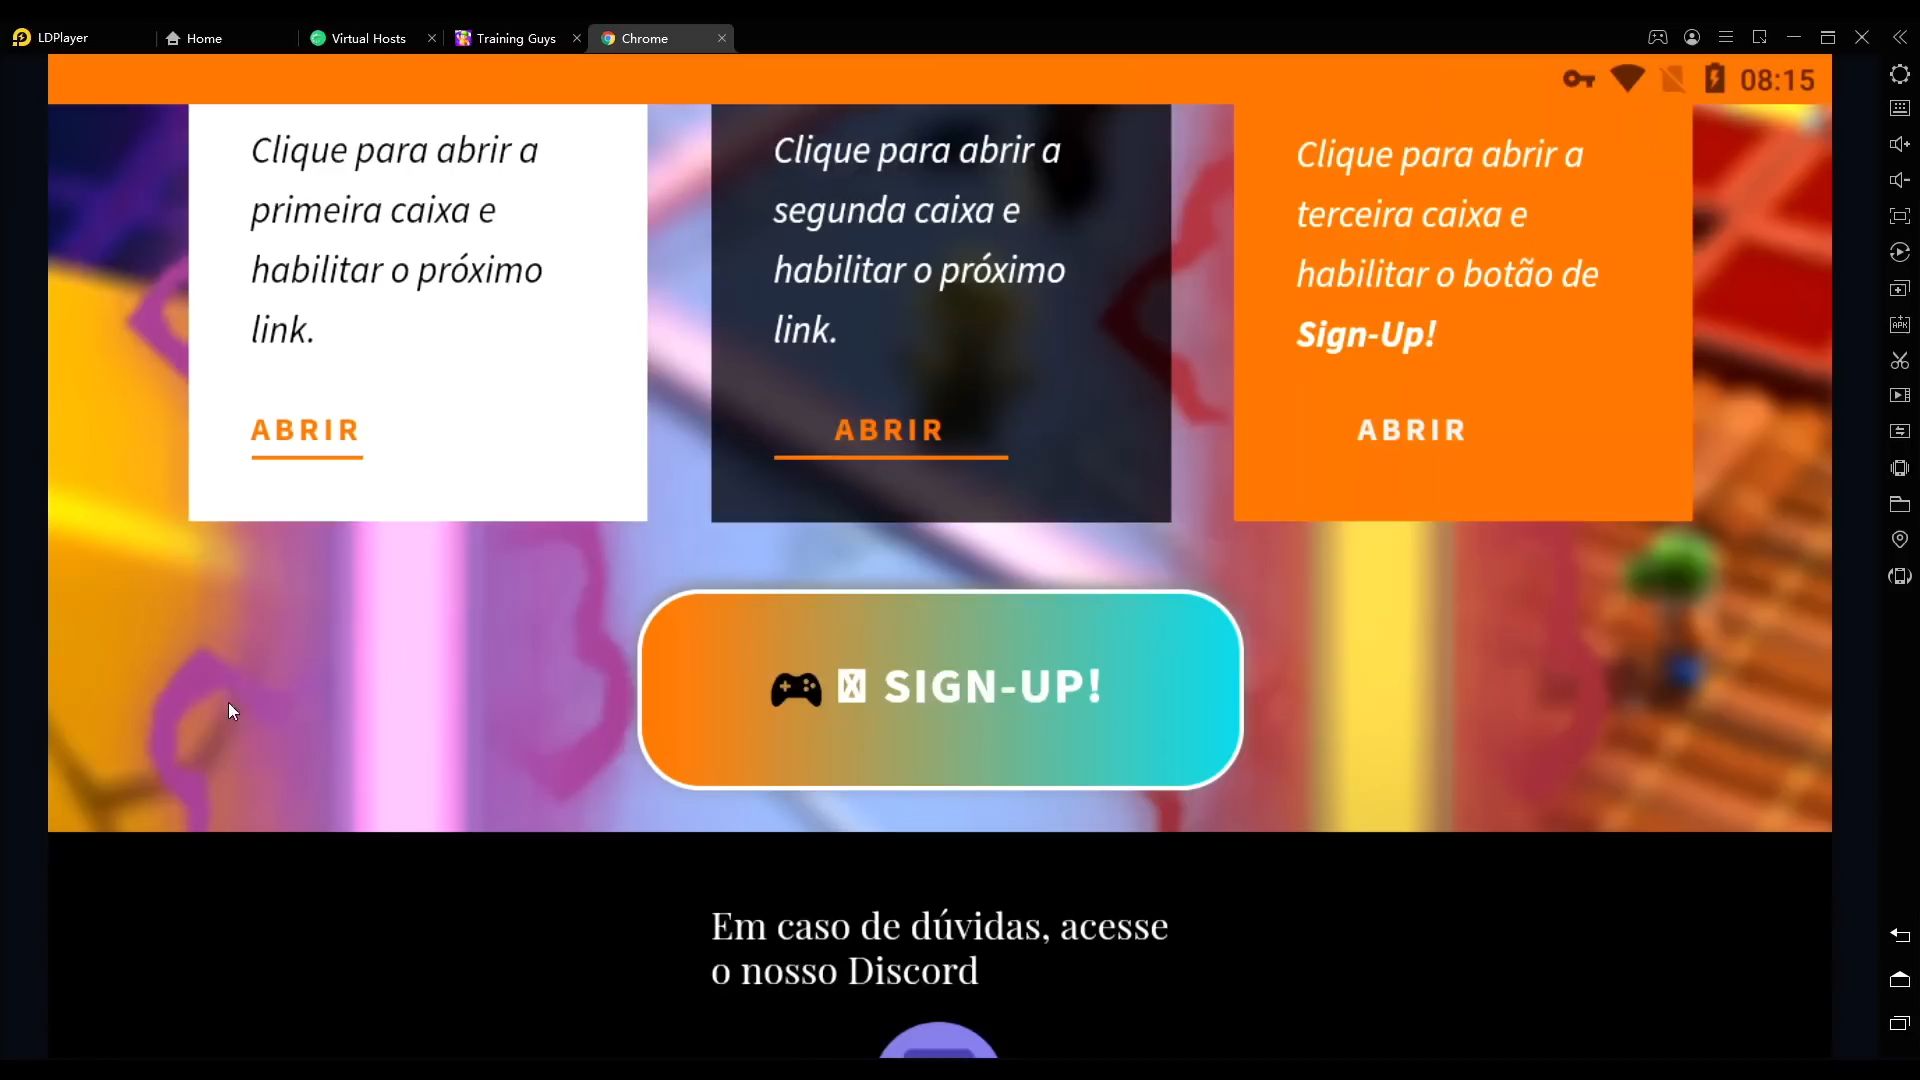 LDPlayer
Home
Virtual Hosts
Training Guys
Chrome
08:15
Clique para abrir a
primeira caixa e
habilitar o próximo
link.
ABRIR
Clique para abrir a
segunda caixa e
habilitar o próximo
link.
ABRIR
Clique para abrir a
terceira caixa e
habilitar o botão de
Sign-Up!
ABRIR
SIGN-UP!
Em caso de dúvidas, acesse
o nosso Discord
APK